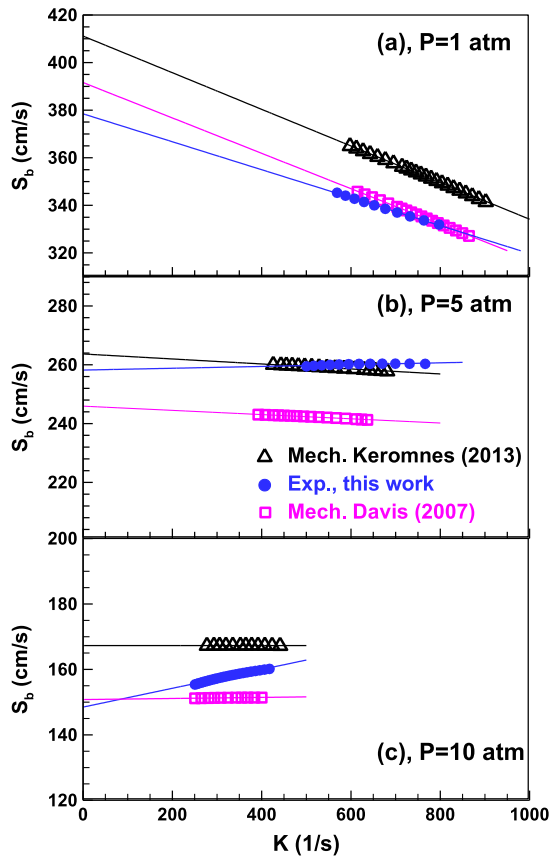 420
(a), P=1 atm
400
380
S_b (cm/s)
360
340
320
280
(b), P=5 atm
260
S_b (cm/s)
240
220
Mech. Keromnes (2013)
Exp., this work
Mech. Davis (2007)
200
180
S_b (cm/s)
160
140
(c), P=10 atm
120
0 200 400 600 800 1000
K (1/s)